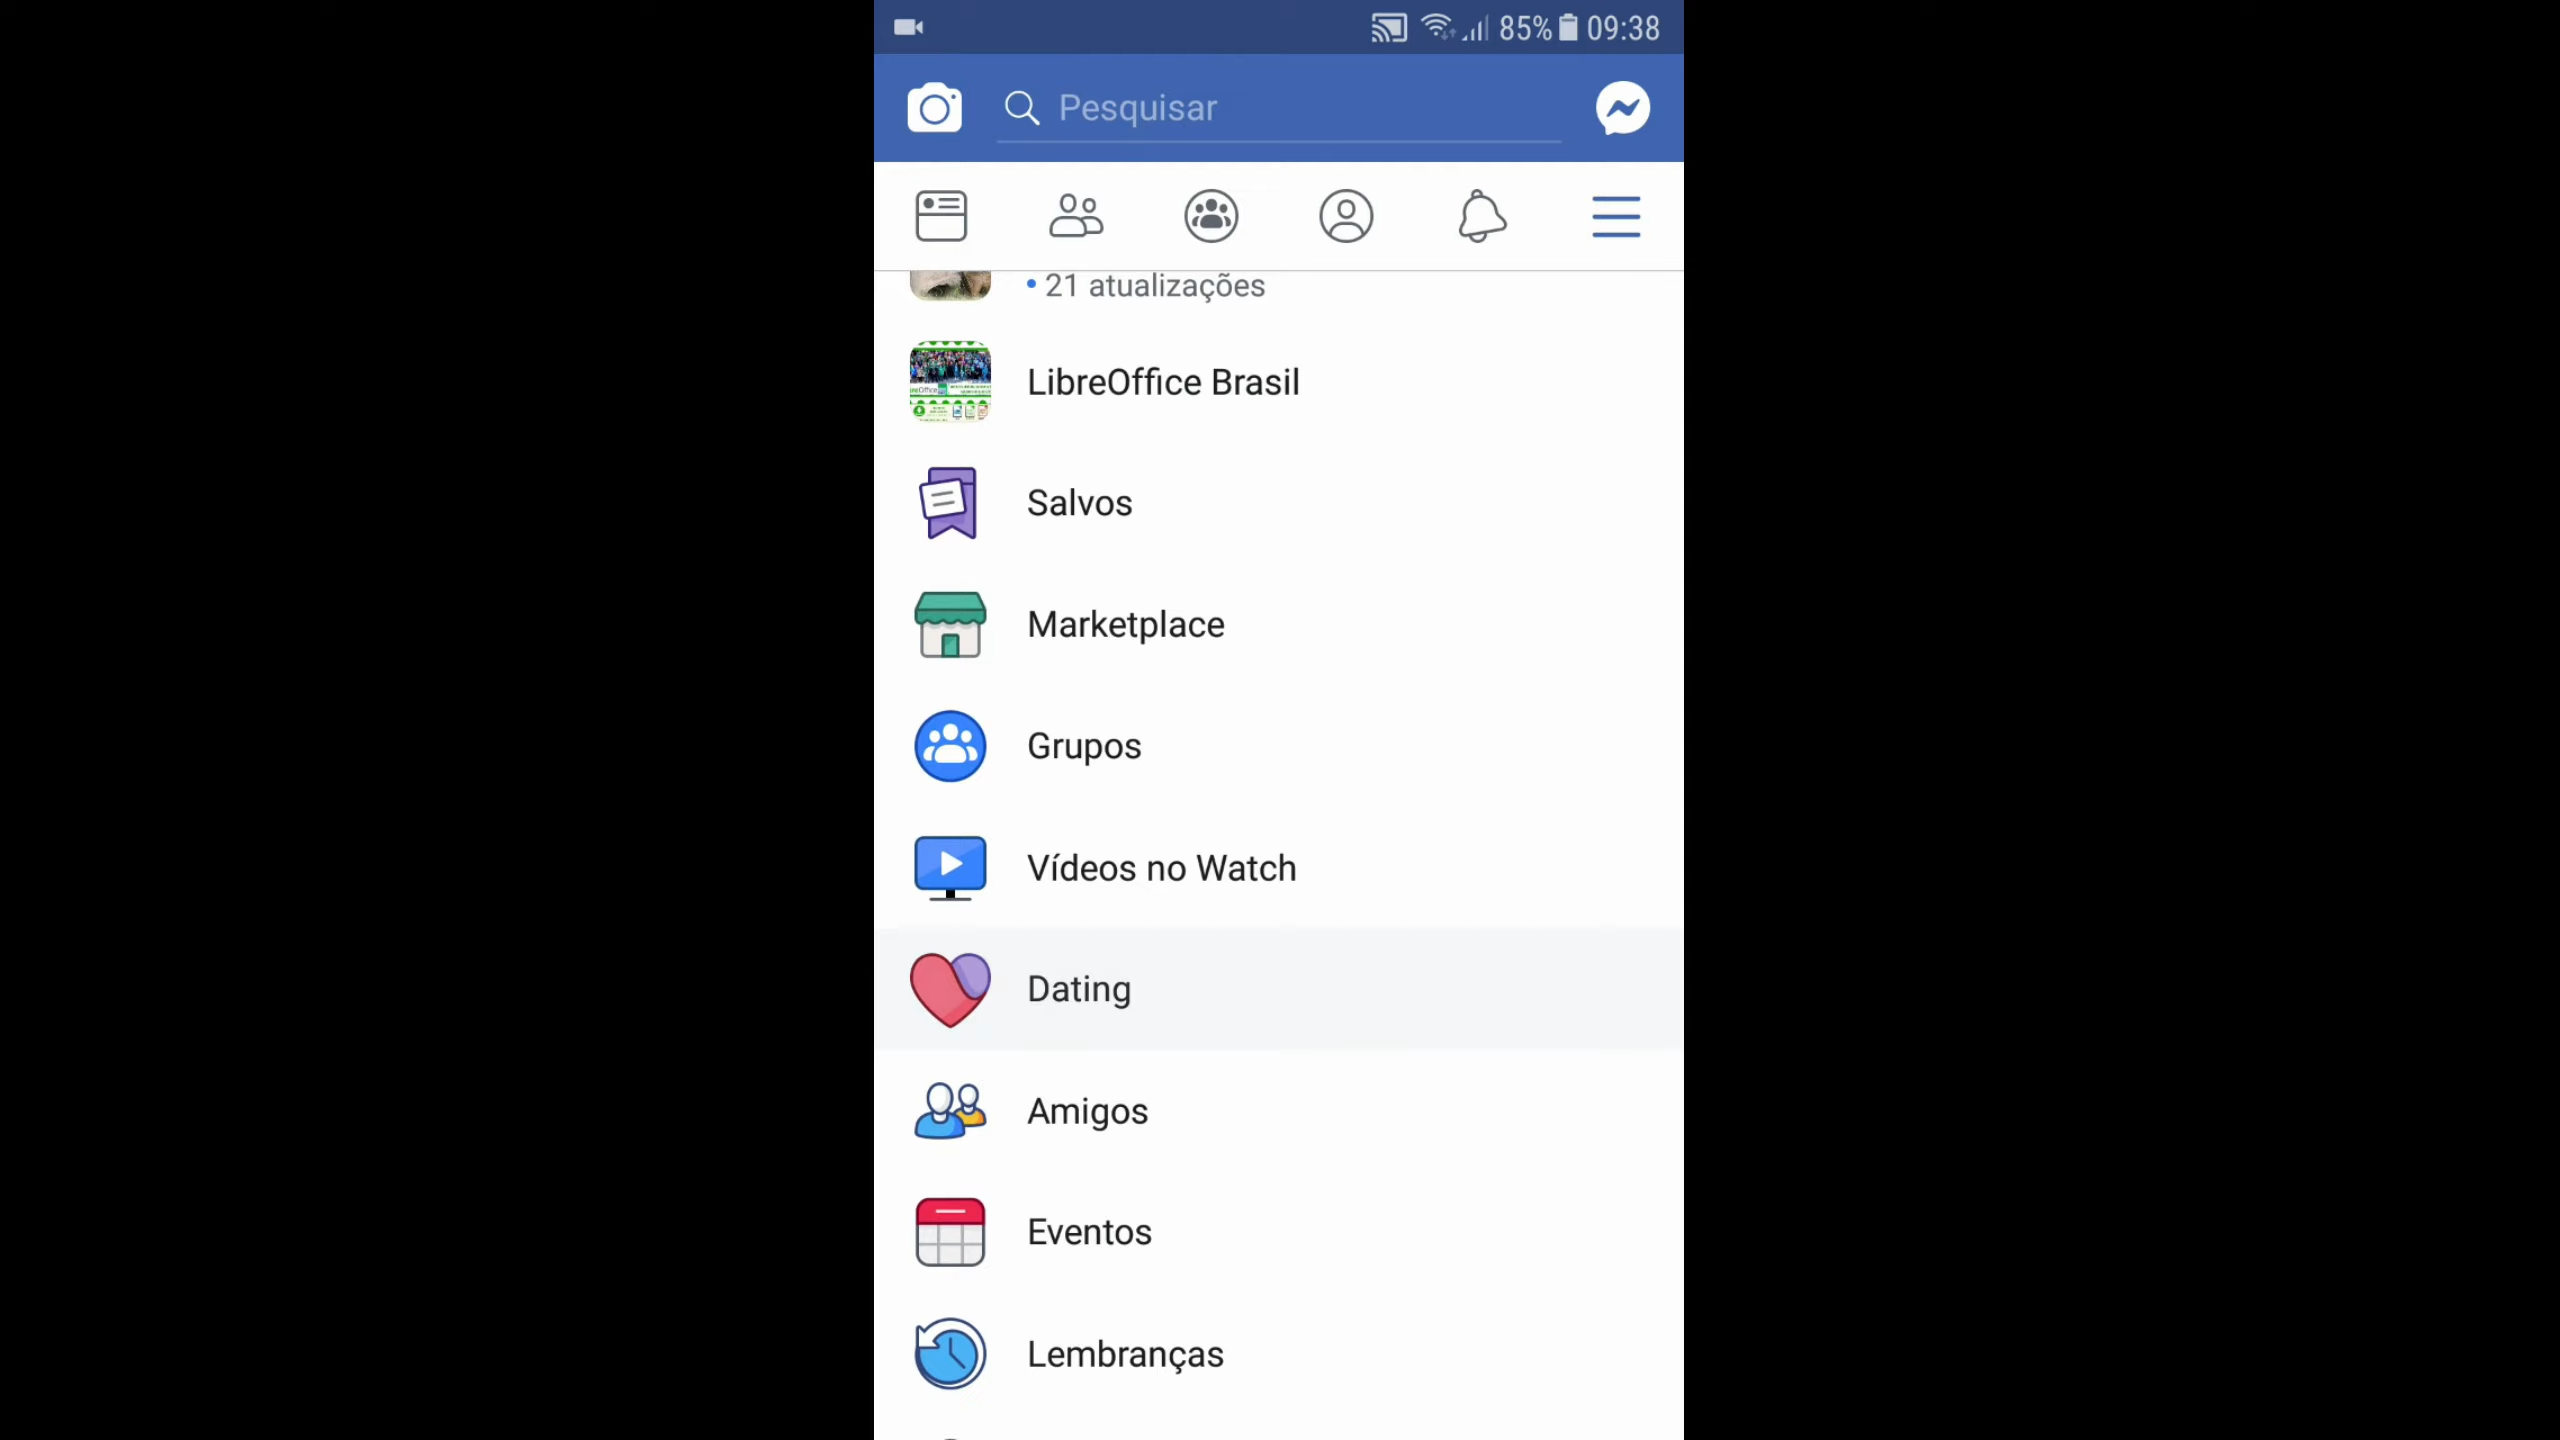 85% 09:38
Pesquisar
• 21 atualizações
LibreOffice Brasil
Salvos
Marketplace
Grupos
Vídeos no Watch
Dating
Amigos
Eventos
Lembranças